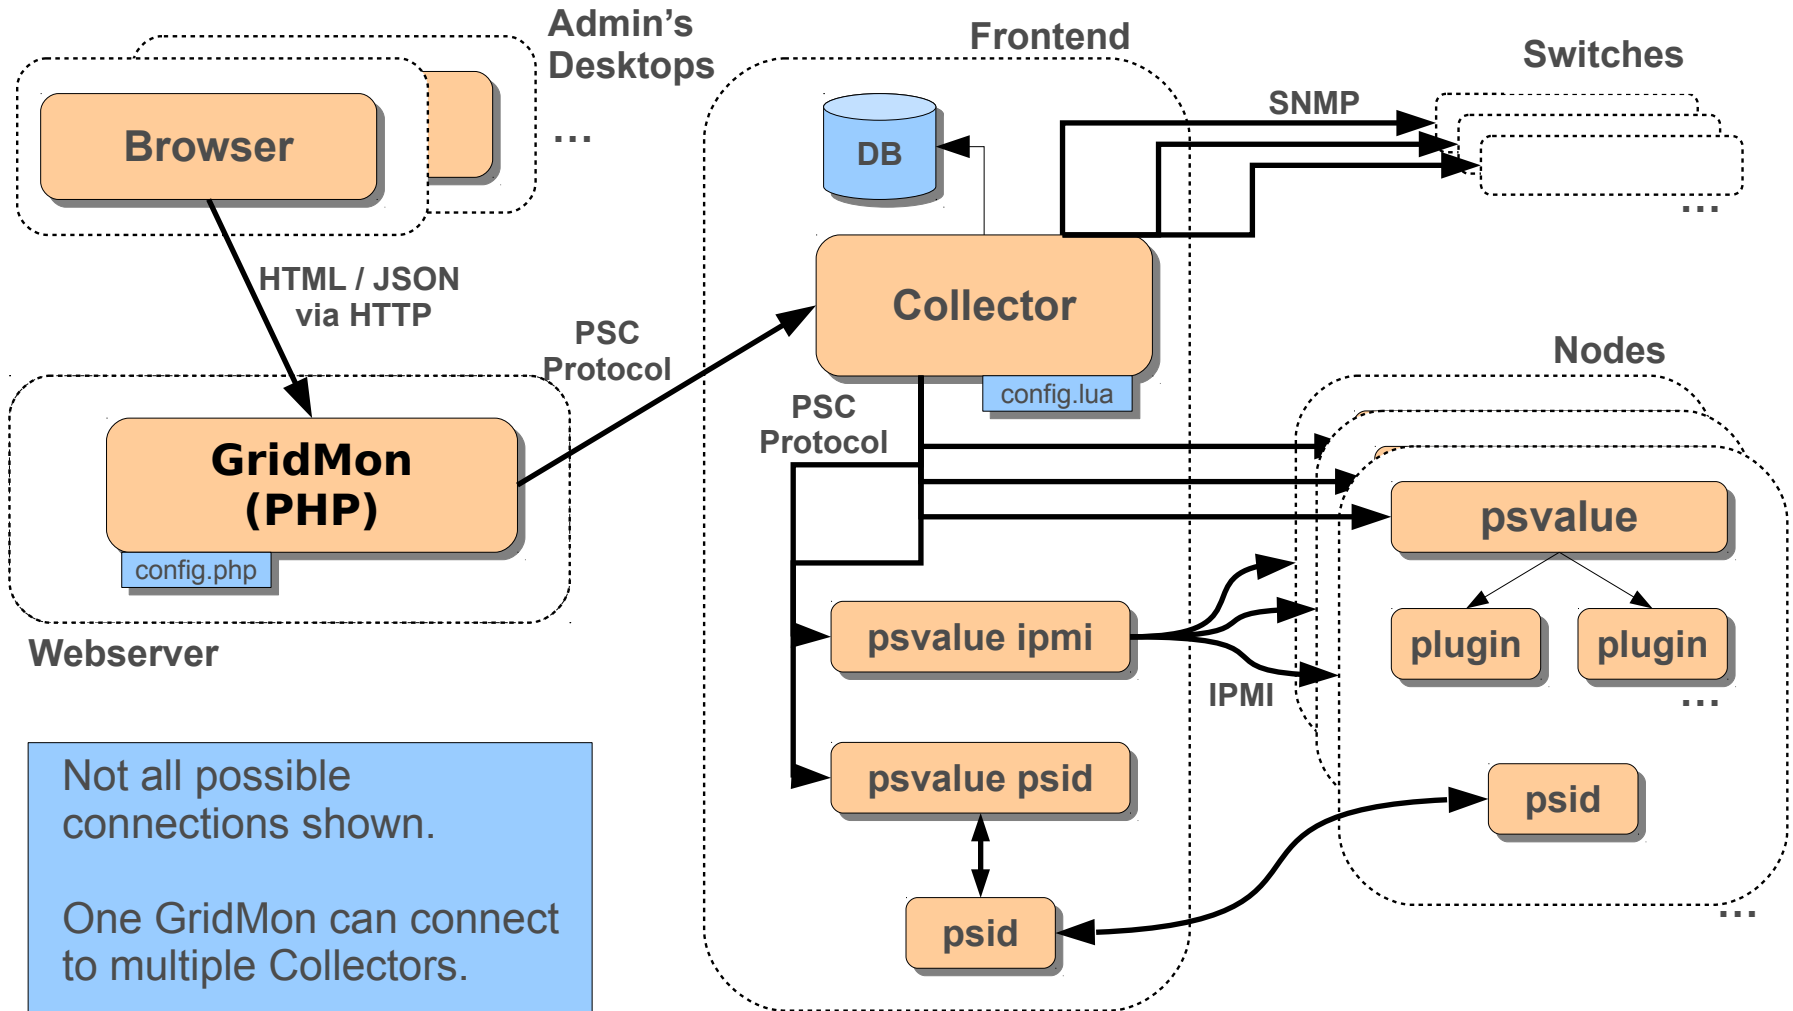 Admin's
Desktops
Browser
...
HTML / JSON
via HTTP
GridMon
(PHP)
config.php
Webserver
PSC
Protocol
Frontend
DB
Collector
config.lua
PSC
Protocol
psvalue ipmi
psvalue psid
psid
SNMP
Switches
...
Nodes
psvalue
plugin
plugin
...
IPMI
psid
...
Not all possible
connections shown.
One GridMon can connect
to multiple Collectors.